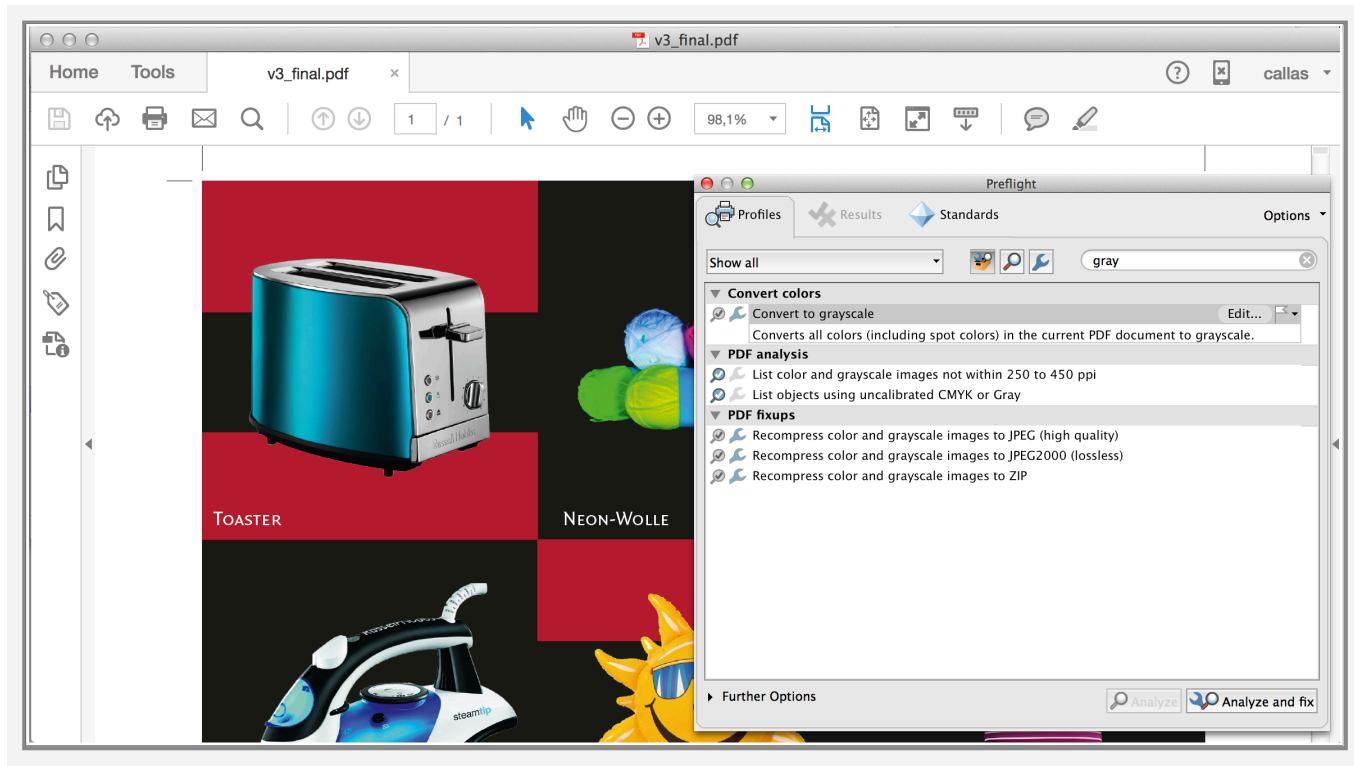 v3_final.pdf
Home Tools v3_final.pdf × callas
1 / 1 98,1%
Preflight
Profiles Results Standards Options
Show all gray
Convert colors
Convert to grayscale Edit...
Converts all colors (including spot colors) in the current PDF document to grayscale.
PDF analysis
List color and grayscale images not within 250 to 450 ppi
List objects using uncalibrated CMYK or Gray
PDF fixups
Recompress color and grayscale images to JPEG (high quality)
Recompress color and grayscale images to JPEG2000 (lossless)
Recompress color and grayscale images to ZIP
Further Options
Analyze Analyze and fix
Russell Hobbs
Toaster
Neon-Wolle
steamtip